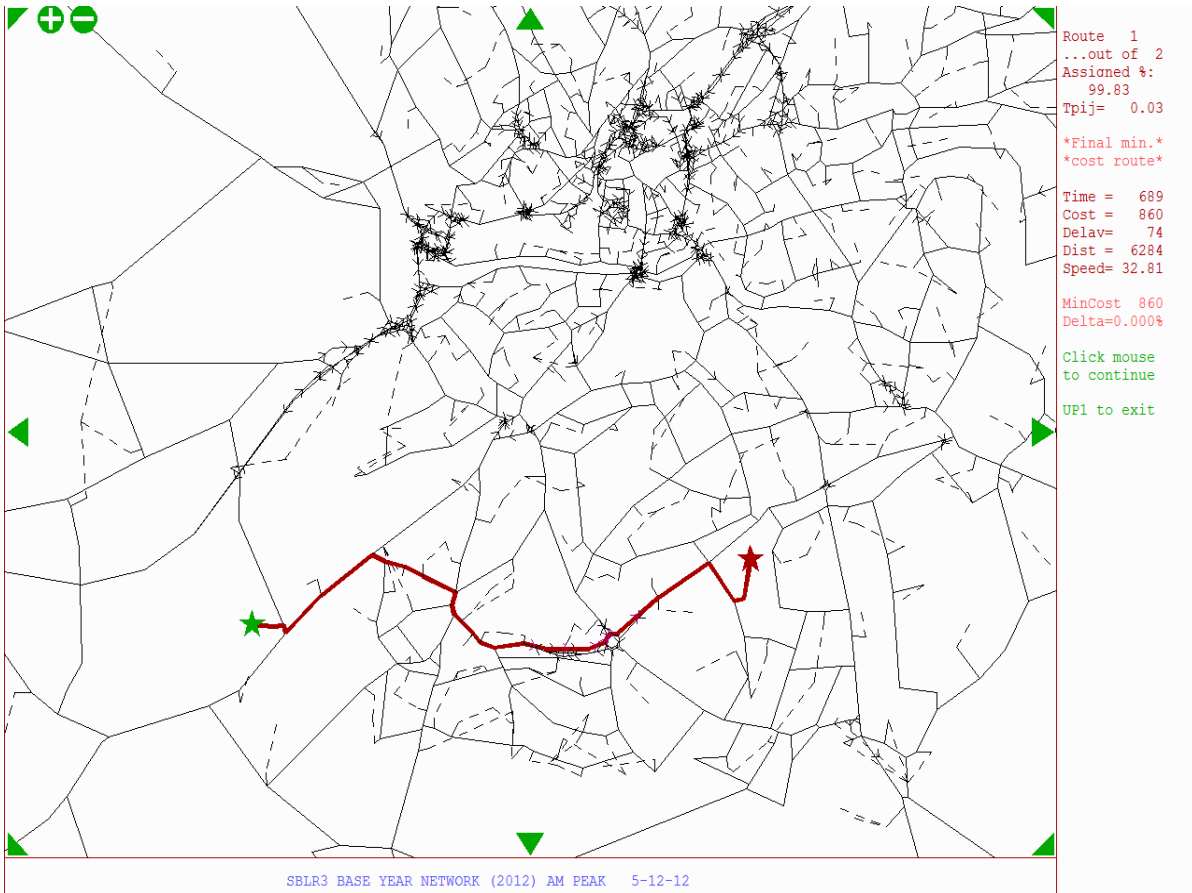 Route 1
...out of 2
Assigned %:
99.83
Tpij= 0.03
*Final min.*
*cost route*
Time = 689
Cost = 860
Delay= 74
Dist = 6284
Speed= 32.81
MinCost 860
Delta=0.000%
Click mouse
to continue
UP1 to exit
SBLR3 BASE YEAR NETWORK (2012) AM PEAK 5-12-12